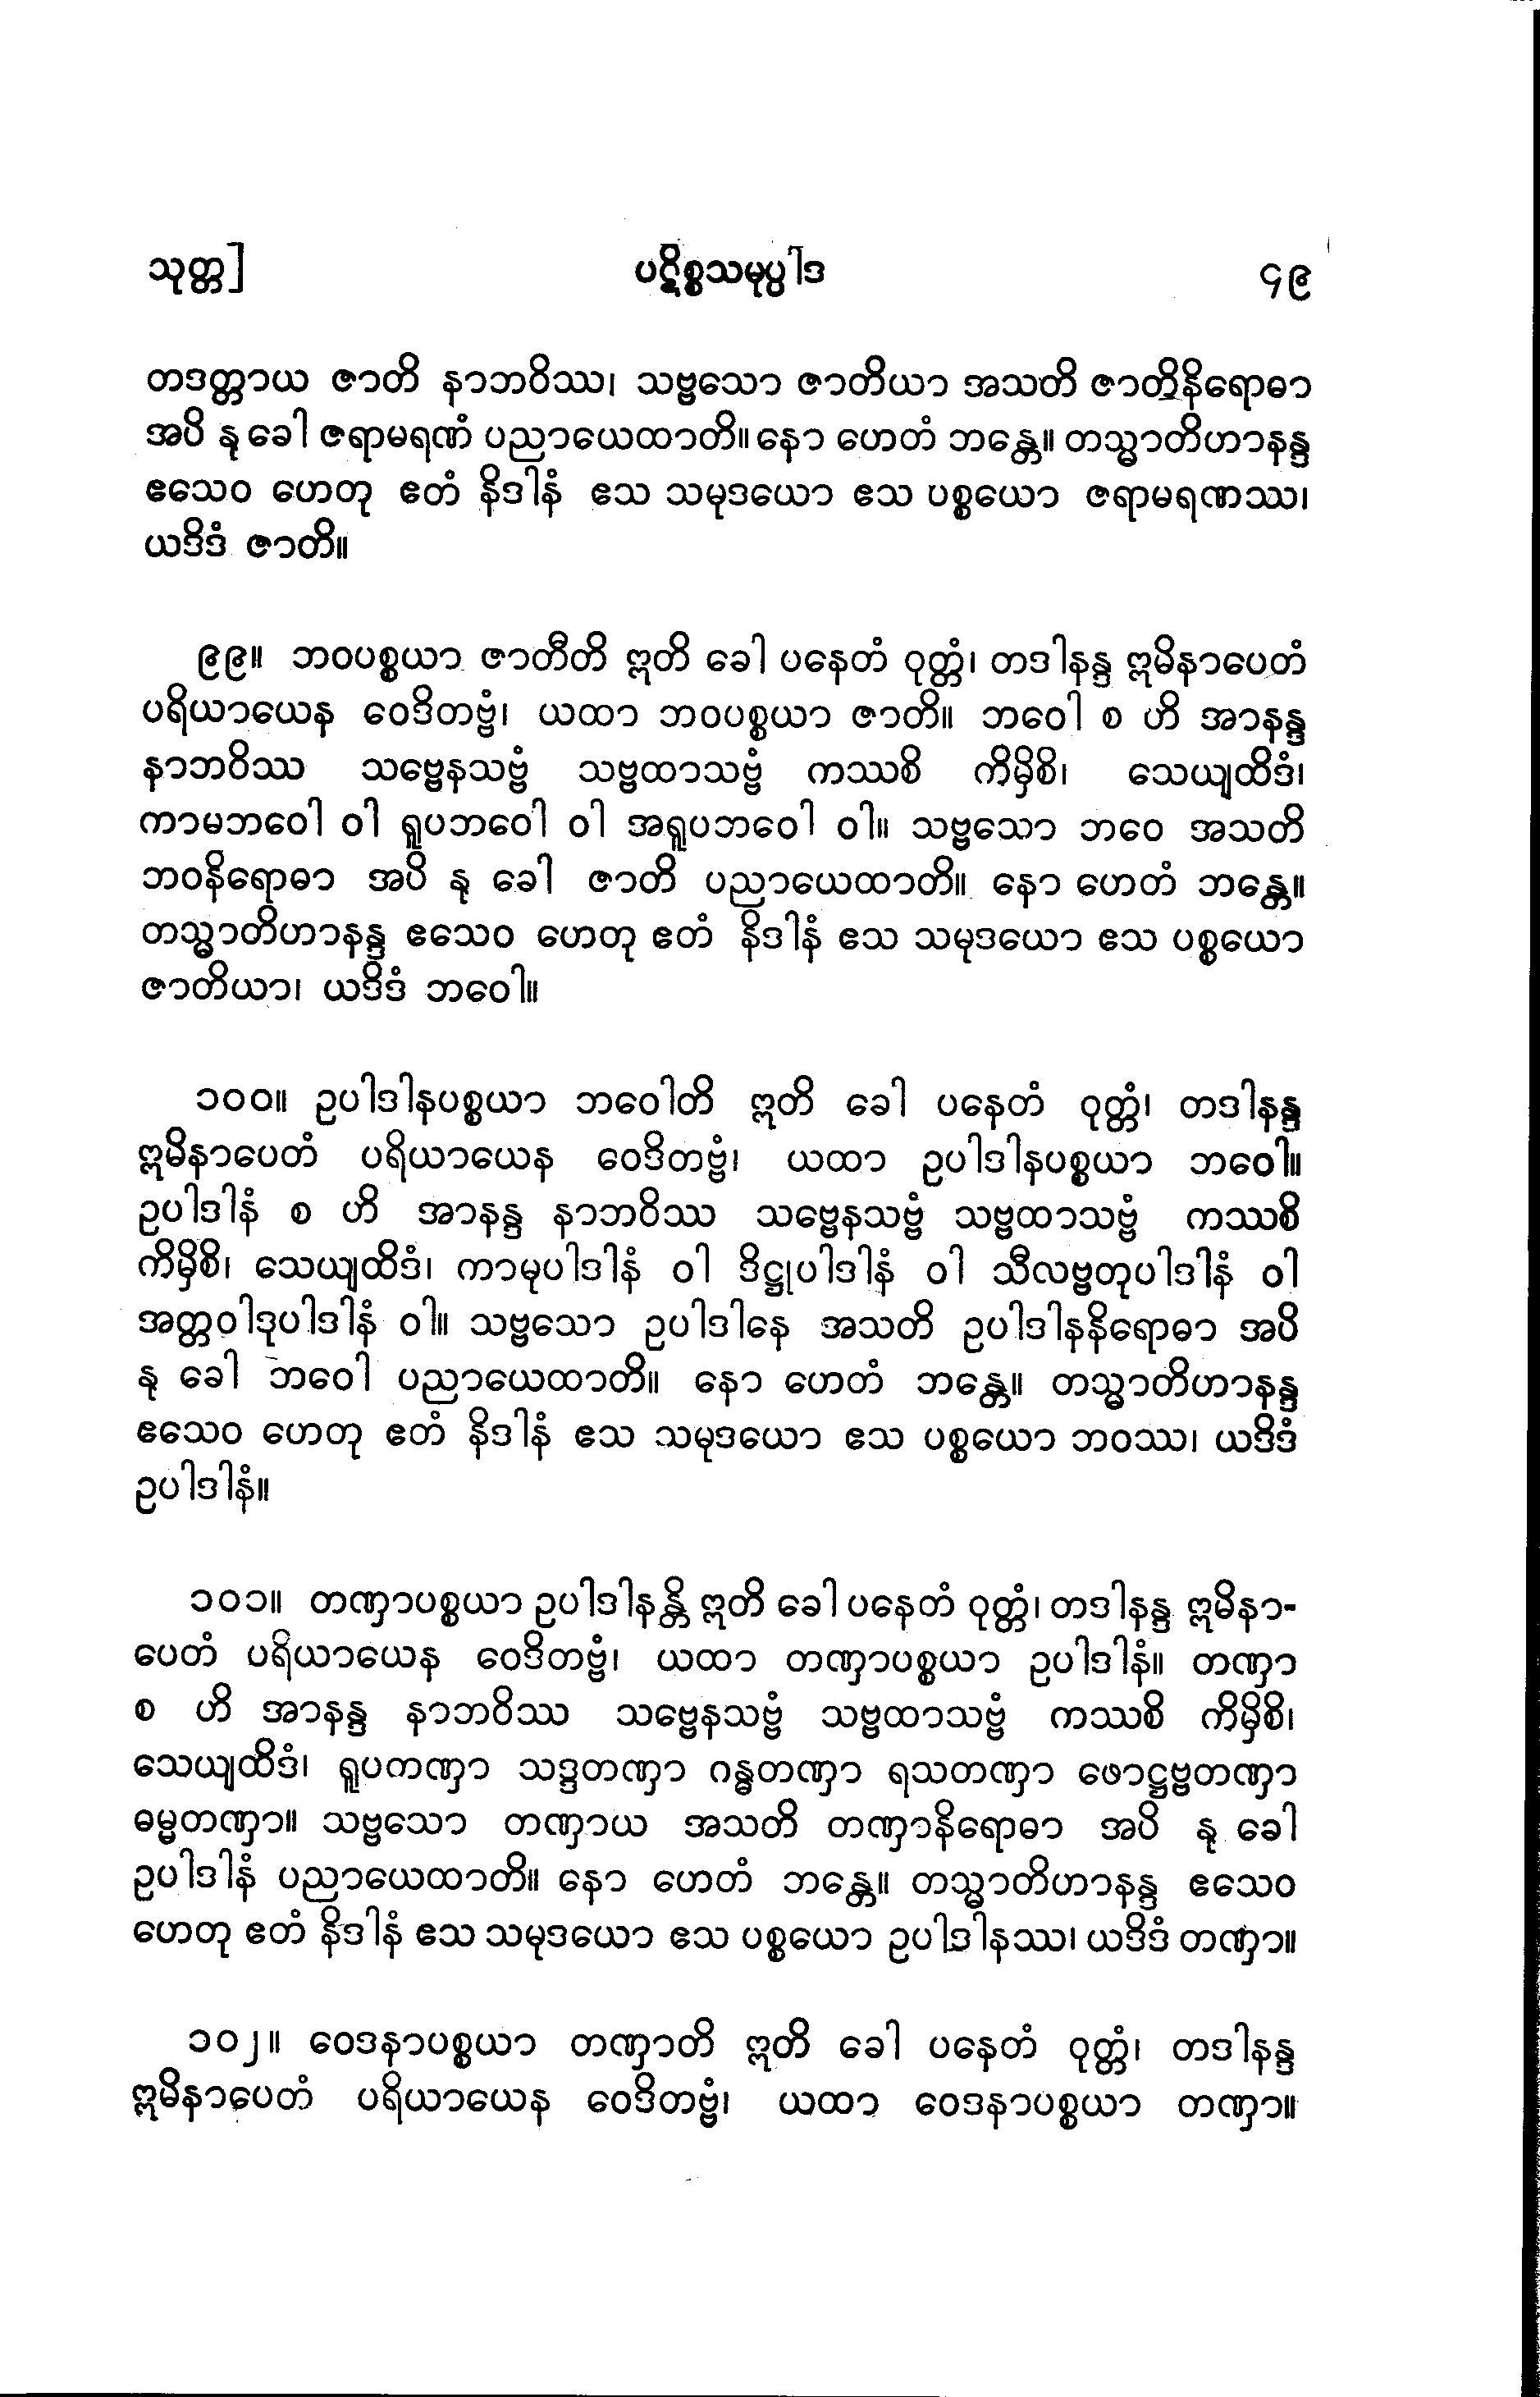 သုတ္တ] ပဋိစ္စသမုပ္ပါဒ ၄၉
တဒတ္တာယ ဇာတိ နာဘဝိဿ၊ သဗ္ဗသော ဇာတိယာ အသတိ ဇာတိနိရောဓာ
အပိ နု ခေါ ဇရာမရဏံ ပညာယေထာတိ။ နော ဟေတံ ဘန္တေ။ တသ္မာတိဟာနန္ဒ
ဧသေဝ ဟေတု ဧတံ နိဒါနံ ဧသ သမုဒယော ဧသ ပစ္စယော ဇရာမရဏဿ၊
ယဒိဒံ ဇာတိ။
၉၉။ ဘဝပစ္စယာ ဇာတီတိ ဣတိ ခေါ ပနေတံ ဝုတ္တံ၊ တဒါနန္ဒ ဣမိနာပေတံ
ပရိယာယေန ဝေဒိတဗ္ဗံ၊ ယထာ ဘဝပစ္စယာ ဇာတိ။ ဘဝေါ စ ဟိ အာနန္ဒ
နာဘဝိဿ သဗ္ဗေနသဗ္ဗံ သဗ္ဗထာသဗ္ဗံ ကဿစိ ကိမှိစိ၊ သေယျထိဒံ၊
ကာမဘဝေါ ဝါ ရူပဘဝေါ ဝါ အရူပဘဝေါ ဝါ။ သဗ္ဗသော ဘဝေ အသတိ
ဘဝနိရောဓာ အပိ နု ခေါ ဇာတိ ပညာယေထာတိ။ နော ဟေတံ ဘန္တေ။
တသ္မာတိဟာနန္ဒ ဧသေဝ ဟေတု ဧတံ နိဒါနံ ဧသ သမုဒယော ဧသ ပစ္စယော
ဇာတိယာ၊ ယဒိဒံ ဘဝေါ။
၁၀၀။ ဥပါဒါနပစ္စယာ ဘဝေါတိ ဣတိ ခေါ ပနေတံ ဝုတ္တံ၊ တဒါနန္ဒ
ဣမိနာပေတံ ပရိယာယေန ဝေဒိတဗ္ဗံ၊ ယထာ ဥပါဒါနပစ္စယာ ဘဝေါ။
ဥပါဒါနံ စ ဟိ အာနန္ဒ နာဘဝိဿ သဗ္ဗေနသဗ္ဗံ သဗ္ဗထာသဗ္ဗံ ကဿစိ
ကိမှိစိ၊ သေယျထိဒံ၊ ကာမုပါဒါနံ ဝါ ဒိဋ္ဌုပါဒါနံ ဝါ သီလဗ္ဗတုပါဒါနံ ဝါ
အတ္တဝါဒုပါဒါနံ ဝါ။ သဗ္ဗသော ဥပါဒါနေ အသတိ ဥပါဒါနနိရောဓာ အပိ
နု ခေါ ဘဝေါ ပညာယေထာတိ။ နော ဟေတံ ဘန္တေ။ တသ္မာတိဟာနန္ဒ
ဧသေဝ ဟေတု ဧတံ နိဒါနံ ဧသ သမုဒယော ဧသ ပစ္စယော ဘဝဿ၊ ယဒိဒံ
ဥပါဒါနံ။
၁၀၁။ တဏှာပစ္စယာ ဥပါဒါနန္တိ ဣတိ ခေါ ပနေတံ ဝုတ္တံ၊ တဒါနန္ဒ ဣမိနာ-
ပေတံ ပရိယာယေန ဝေဒိတဗ္ဗံ၊ ယထာ တဏှာပစ္စယာ ဥပါဒါနံ။ တဏှာ
စ ဟိ အာနန္ဒ နာဘဝိဿ သဗ္ဗေနသဗ္ဗံ သဗ္ဗထာသဗ္ဗံ ကဿစိ ကိမှိစိ၊
သေယျထိဒံ၊ ရူပကဏှာ သဒ္ဒတဏှာ ဂန္ဓတဏှာ ရသတဏှာ ဖောဋ္ဌဗ္ဗတဏှာ
ဓမ္မတဏှာ။ သဗ္ဗသော တဏှာယ အသတိ တဏှာနိရောဓာ အပိ နု ခေါ
ဥပါဒါနံ ပညာယေထာတိ။ နော ဟေတံ ဘန္တေ။ တသ္မာတိဟာနန္ဒ ဧသေဝ
ဟေတု ဧတံ နိဒါနံ ဧသ သမုဒယော ဧသ ပစ္စယော ဥပါဒါနဿ၊ ယဒိဒံ တဏှာ။
၁၀၂။ ဝေဒနာပစ္စယာ တဏှာတိ ဣတိ ခေါ ပနေတံ ဝုတ္တံ၊ တဒါနန္ဒ
ဣမိနာပေတံ ပရိယာယေန ဝေဒိတဗ္ဗံ၊ ယထာ ဝေဒနာပစ္စယာ တဏှာ။